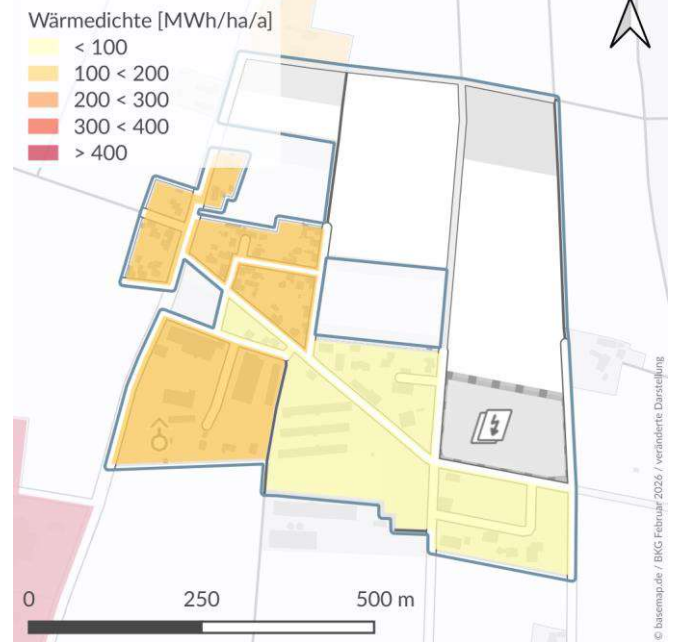 Wärmedichte [MWh/ha/a]
< 100
100 < 200
200 < 300
300 < 400
> 400
0 250 500 m
© basemap.de / BKG Februar 2026 / veränderte Darstellung